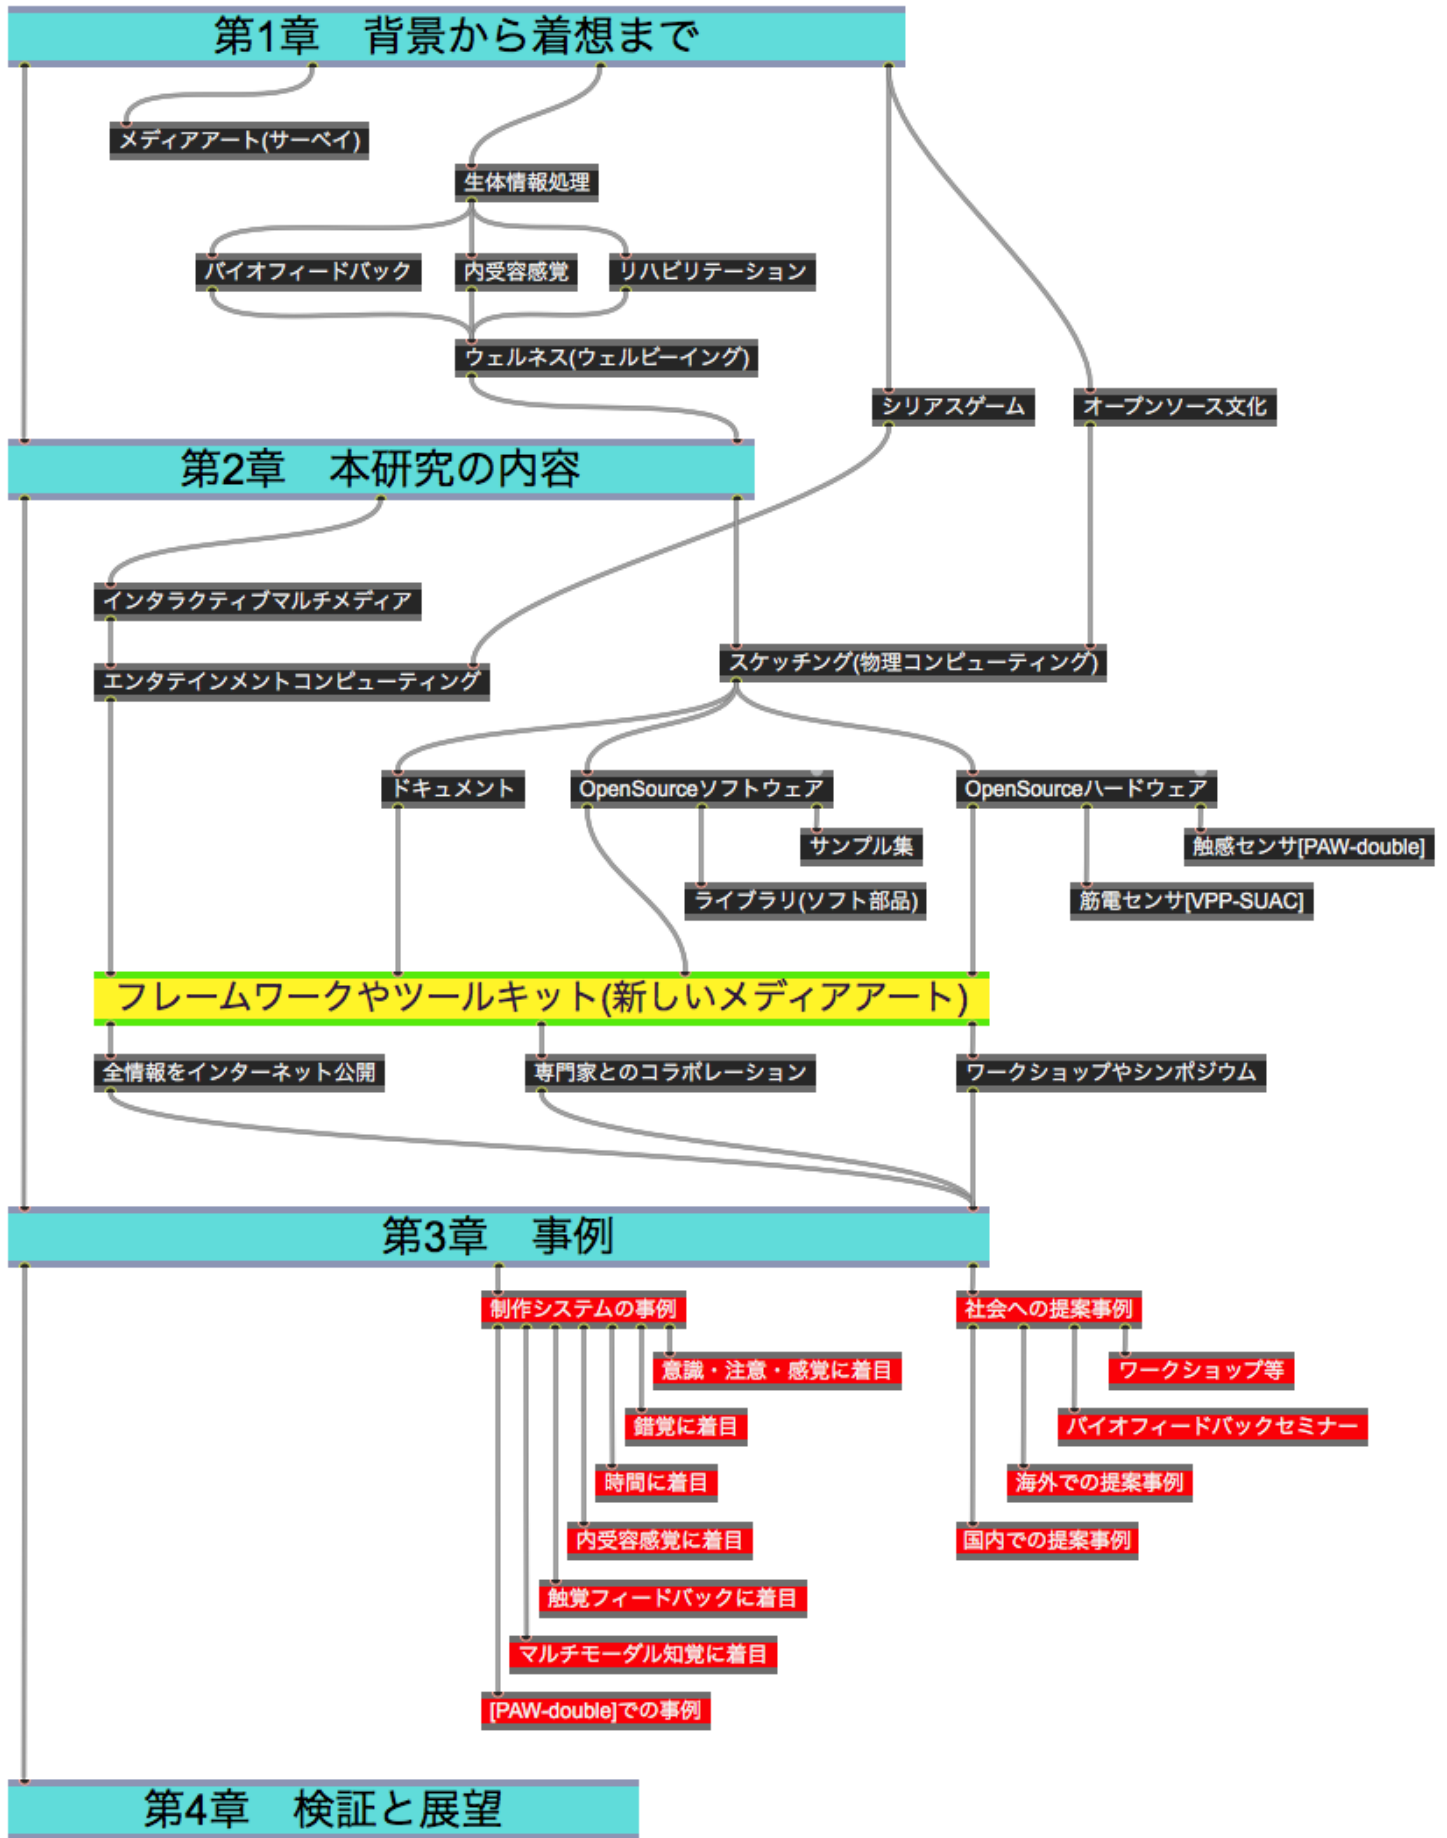 第1章　背景から着想まで
メディアアート(サーベイ)
生体情報処理
バイオフィードバック
内受容感覚
リハビリテーション
ウェルネス(ウェルビーイング)
シリアスゲーム
オープンソース文化
第2章　本研究の内容
インタラクティブマルチメディア
エンタテインメントコンピューティング
スケッチング(物理コンピューティング)
ドキュメント
OpenSourceソフトウェア
OpenSourceハードウェア
サンプル集
触感センサ[PAW-double]
ライブラリ(ソフト部品)
筋電センサ[VPP-SUAC]
フレームワークやツールキット(新しいメディアアート)
全情報をインターネット公開
専門家とのコラボレーション
ワークショップやシンポジウム
第3章　事例
制作システムの事例
社会への提案事例
意識・注意・感覚に着目
ワークショップ等
錯覚に着目
バイオフィードバックセミナー
時間に着目
海外での提案事例
内受容感覚に着目
国内での提案事例
触覚フィードバックに着目
マルチモーダル知覚に着目
[PAW-double]での事例
第4章　検証と展望